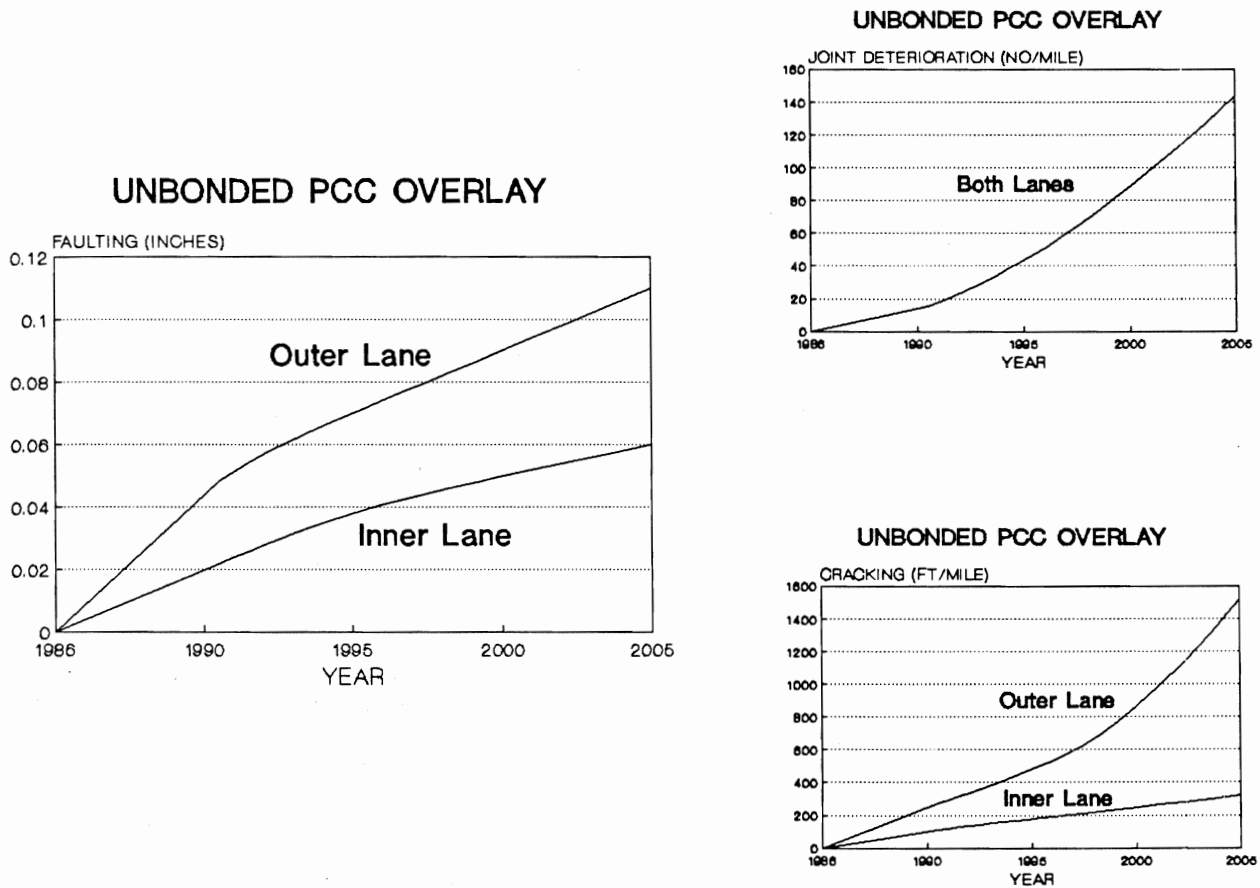 UNBONDED PCC OVERLAY
FAULTING (INCHES)
0.12
0.1
0.08
0.06
0.04
0.02
0
Outer Lane
Inner Lane
1986 1990 1995 2000 2005
YEAR
UNBONDED PCC OVERLAY
JOINT DETERIORATION (NO/MILE)
160
140
120
100
80
60
40
20
0
Both Lanes
1986 1990 1995 2000 2005
YEAR
UNBONDED PCC OVERLAY
CRACKING (FT/MILE)
1600
1400
1200
1000
800
600
400
200
0
Outer Lane
Inner Lane
1986 1990 1995 2000 2005
YEAR